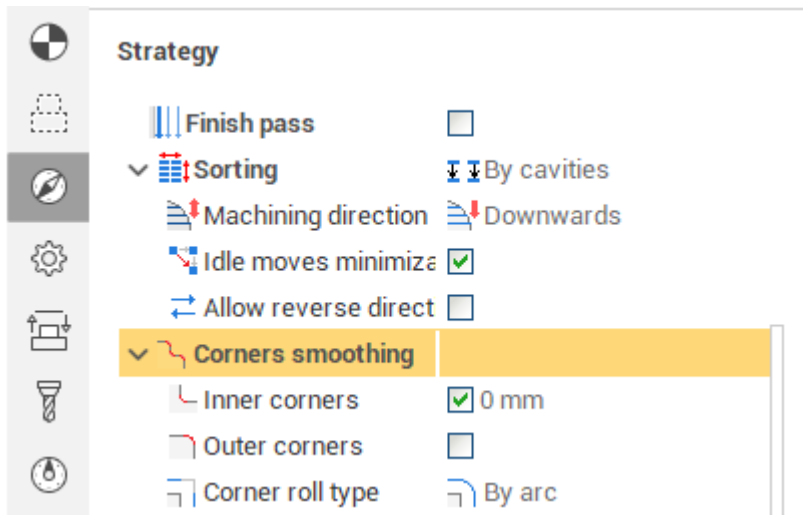 Strategy
Finish pass
Sorting By cavities
Machining direction Downwards
Idle moves minimiza
Allow reverse direct
Corners smoothing
Inner corners 0 mm
Outer corners
Corner roll type By arc